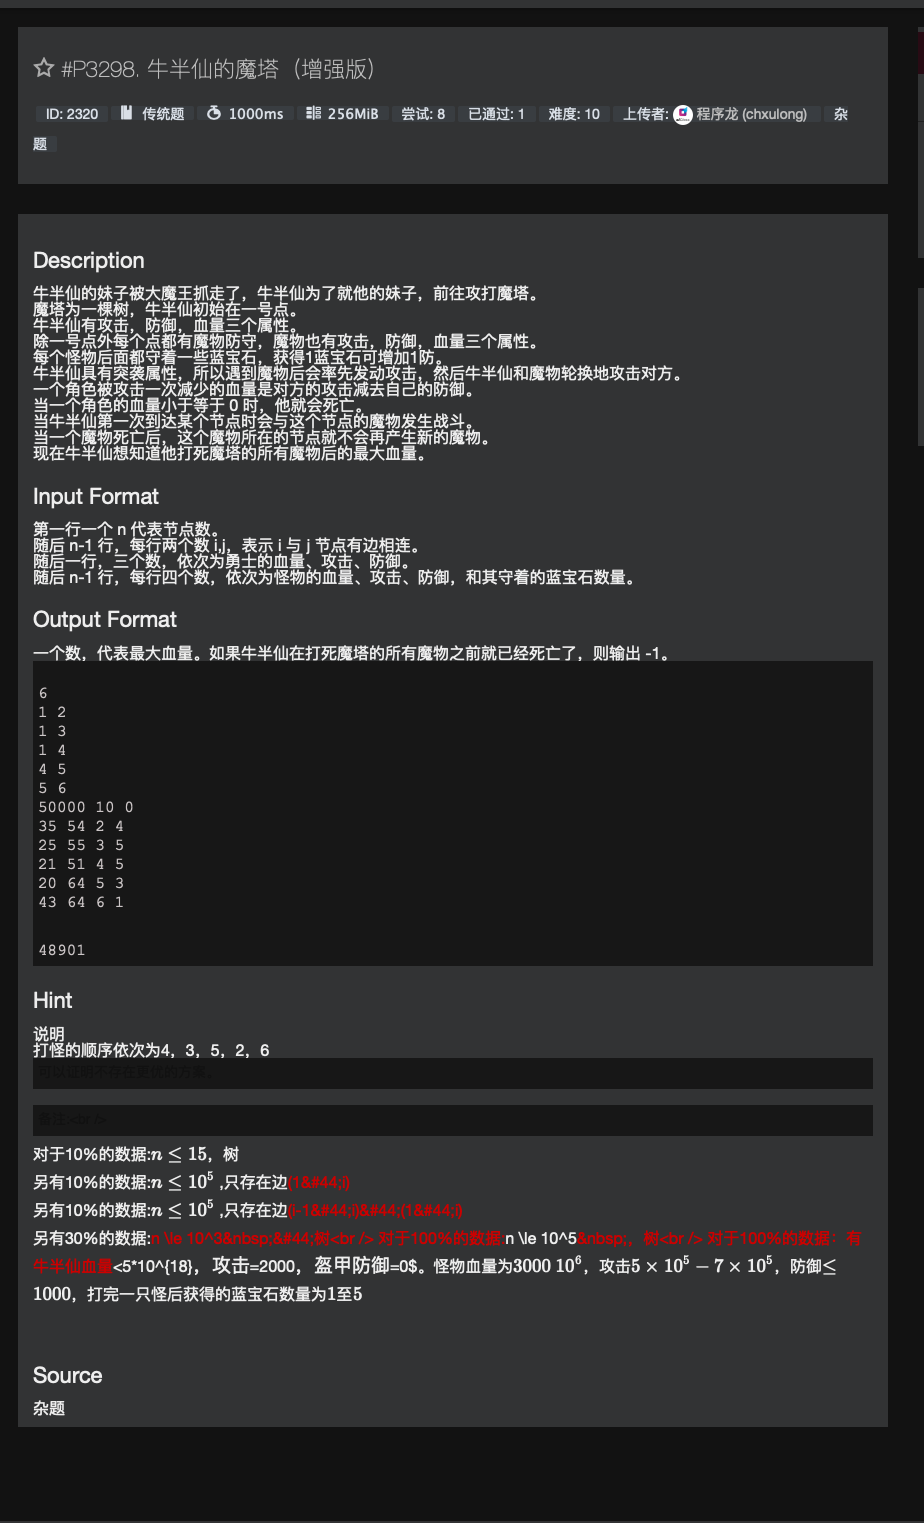 #P3298. 牛半仙的魔塔（增强版）
ID: 2320 传统题 1000ms 256MiB 尝试: 8 已通过: 1 难度: 10 上传者: 程序龙 (chxulong) 杂
题
Description
牛半仙的妹子被大魔王抓走了，牛半仙为了就他的妹子，前往攻打魔塔。
魔塔为一棵树，牛半仙初始在一号点。
牛半仙有攻击，防御，血量三个属性。
除一号点外每个点都有魔物防守，魔物也有攻击，防御，血量三个属性。
每个怪物后面都守着一些蓝宝石，获得1蓝宝石可增加1防。
牛半仙具有突袭属性，所以遇到魔物后会率先发动攻击，然后牛半仙和魔物轮换地攻击对方。
一个角色被攻击一次减少的血量是对方的攻击减去自己的防御。
当一个角色的血量小于等于 0 时，他就会死亡。
当牛半仙第一次到达某个节点时会与这个节点的魔物发生战斗。
当一个魔物死亡后，这个魔物所在的节点就不会再产生新的魔物。
现在牛半仙想知道他打死魔塔的所有魔物后的最大血量。
Input Format
第一行一个 n 代表节点数。
随后 n-1 行，每行两个数 i,j，表示 i 与 j 节点有边相连。
随后一行，三个数，依次为勇士的血量、攻击、防御。
随后 n-1 行，每行四个数，依次为怪物的血量、攻击、防御，和其守着的蓝宝石数量。
Output Format
一个数，代表最大血量。如果牛半仙在打死魔塔的所有魔物之前就已经死亡了，则输出 -1。
6
1 2
1 3
1 4
4 5
5 6
50000 10 0
35 54 2 4
25 55 3 5
21 51 4 5
20 64 5 3
43 64 6 1
48901
Hint
说明
打怪的顺序依次为4，3，5，2，6
可以证明不存在更优的方案。
备注:<br />
对于10%的数据:n ≤ 15，树
另有10%的数据:n ≤ 10^5 ,只存在边(1&#44;i)
另有10%的数据:n ≤ 10^5 ,只存在边(i-1&#44;i)&#44;(1&#44;i)
另有30%的数据:n \le 10^3&nbsp;&#44;树<br /> 对于100%的数据:n \le 10^5&nbsp;，树<br /> 对于100%的数据：有
牛半仙血量<5*10^{18}，攻击=2000，盔甲防御=0$。怪物血量为3000 10^6，攻击5 × 10^5 − 7 × 10^5，防御≤
1000，打完一只怪后获得的蓝宝石数量为1至5
Source
杂题